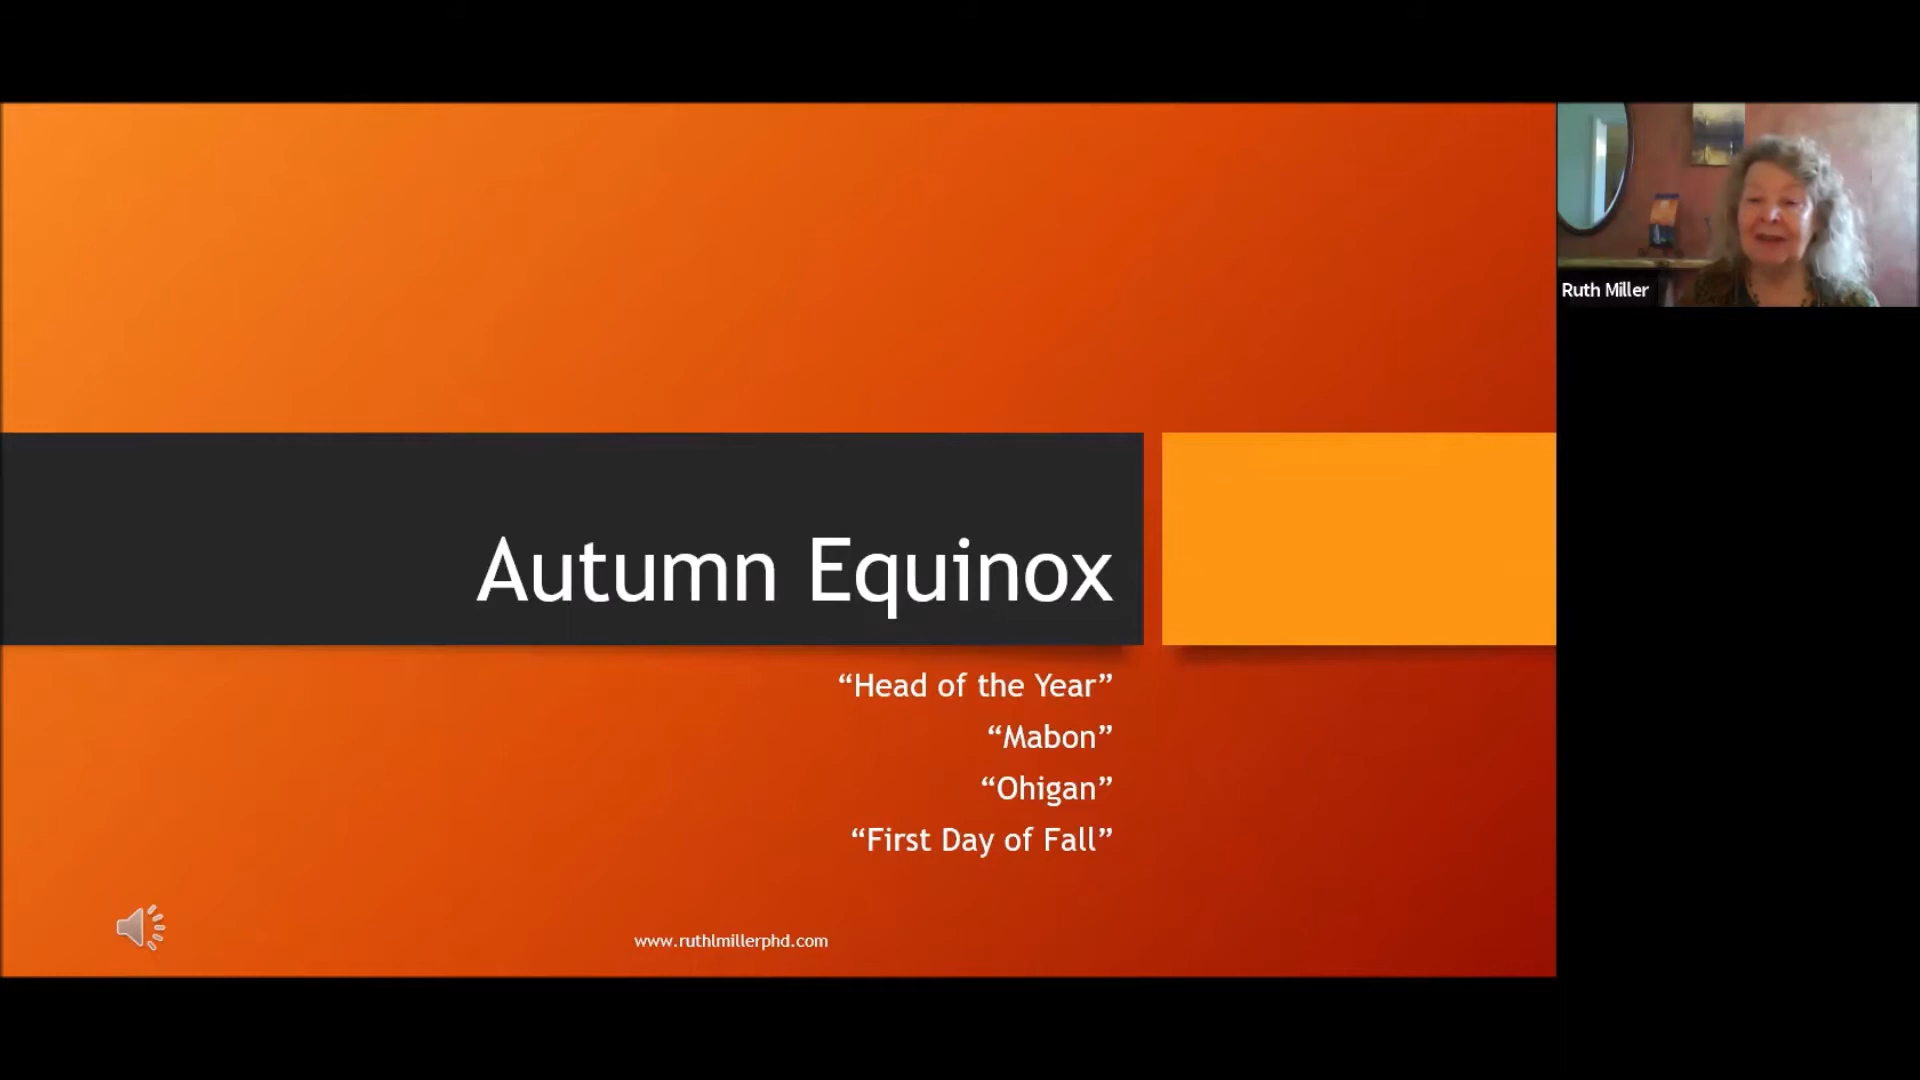 Autumn Equinox
“Head of the Year”
“Mabon”
“Ohigan”
“First Day of Fall”
www.ruthlmillerphd.com
Ruth Miller